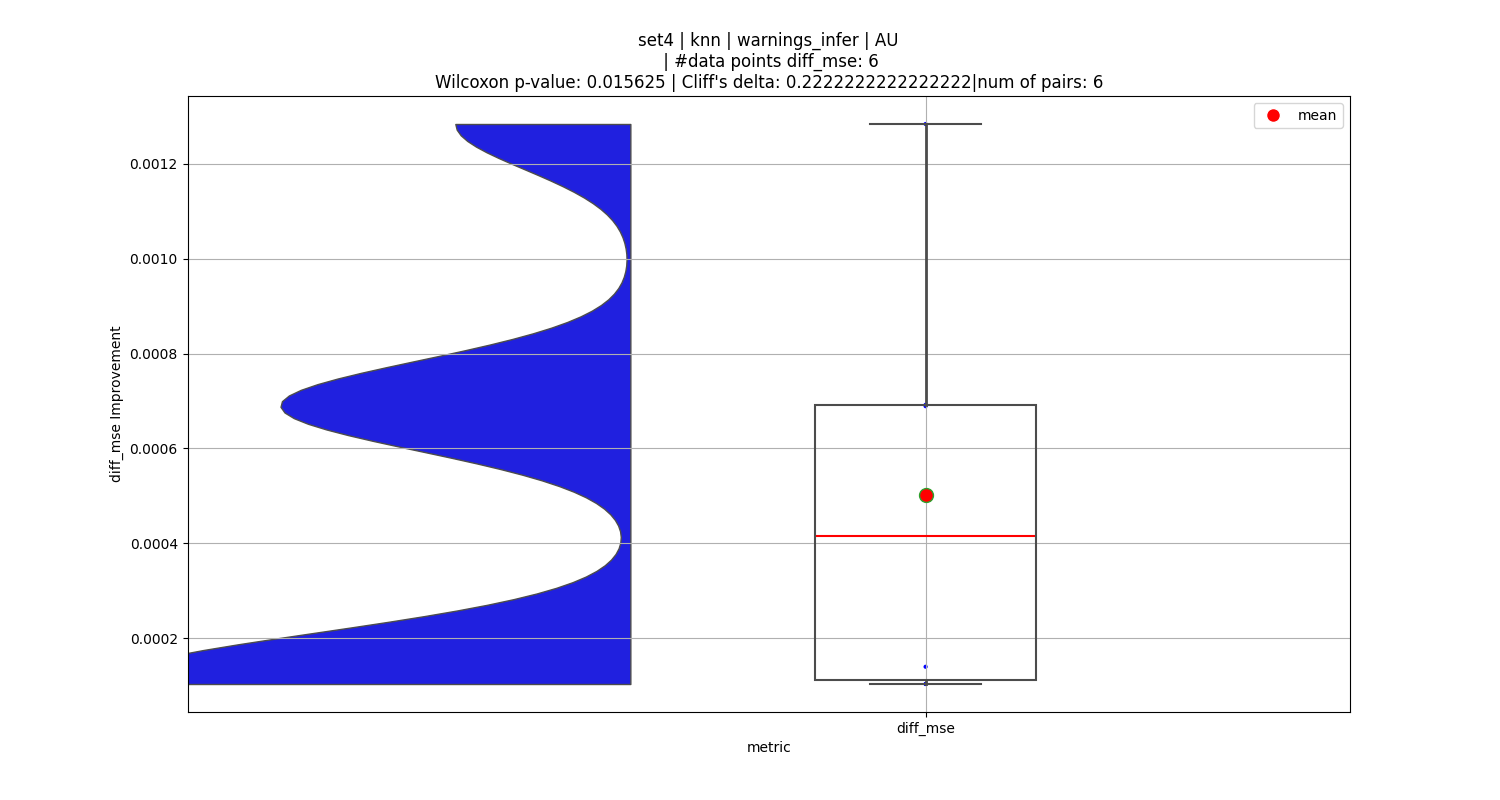 set4 | knn | warnings_infer | AU
| #data points diff_mse: 6
Wilcoxon p-value: 0.015625 | Cliff's delta: 0.2222222222222222|num of pairs: 6
mean
0.0012
0.0010
0.0008
0.0006
0.0004
0.0002
diff_mse Improvement
diff_mse
metric